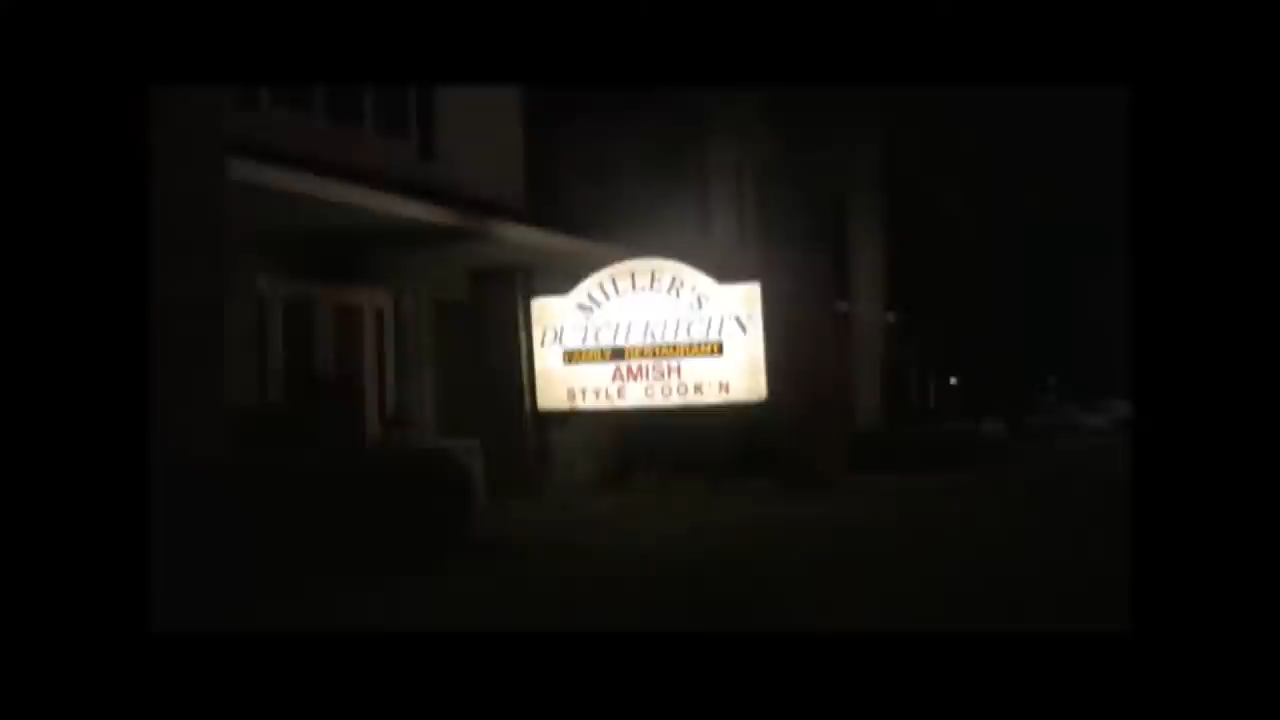 MILLER'S
DUTCH KITCH'N
FAMILY RESTAURANT
AMISH
STYLE COOK'N